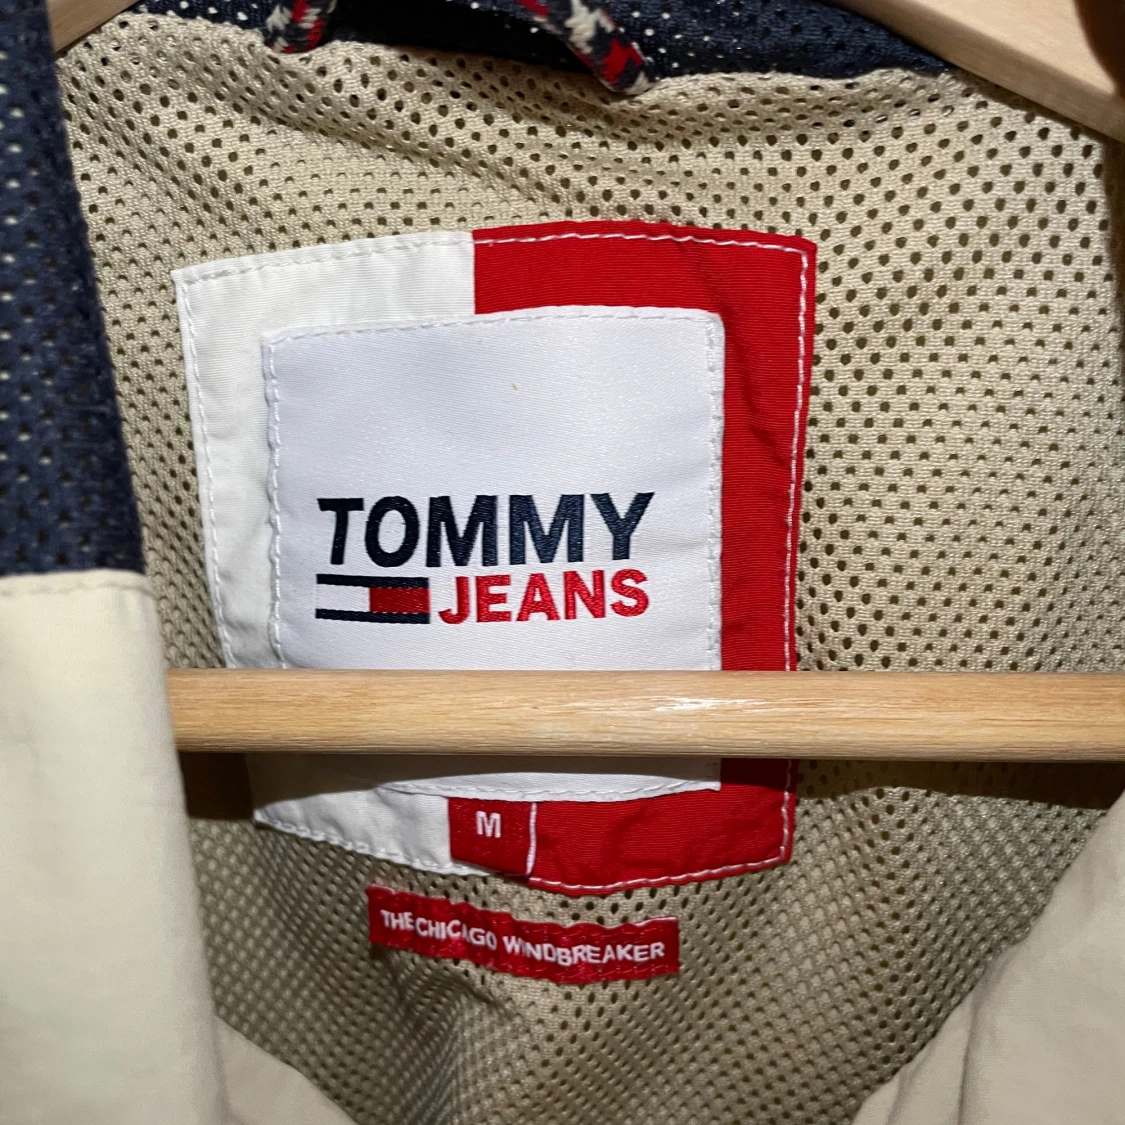 TOMMY
JEANS
M
THE CHICAGO WINDBREAKER